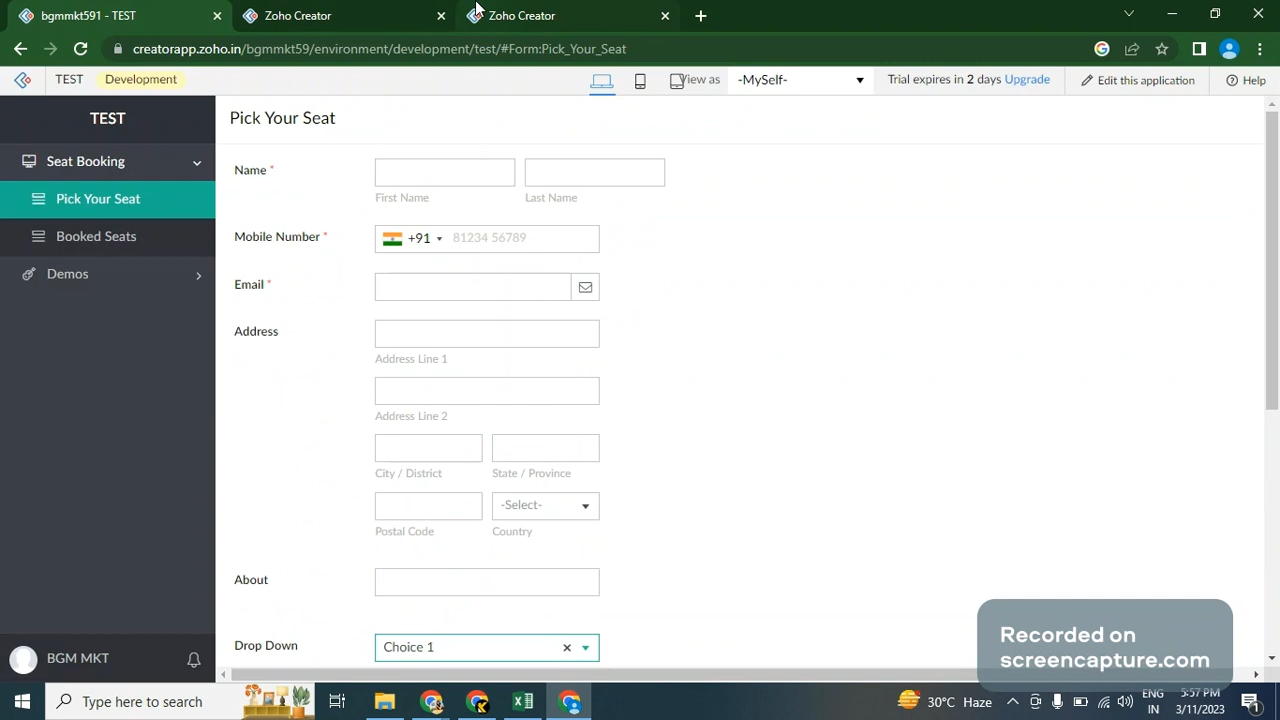 bgmmkt591 - TEST
Zoho Creator
Zoho Creator
creatorapp.zoho.in/bgmmkt59/environment/development/test/#Form:Pick_Your_Seat
TEST
Development
View as
-MySelf-
Trial expires in 2 days Upgrade
Edit this application
Help
TEST
Seat Booking
Pick Your Seat
Booked Seats
Demos
BGM MKT
Pick Your Seat
Name *
First Name
Last Name
Mobile Number *
+91
81234 56789
Email *
Address
Address Line 1
Address Line 2
City / District
State / Province
-Select-
Postal Code
Country
About
Drop Down
Choice 1
Recorded on
screencapture.com
Type here to search
30°C Haze
ENG
IN
5:57 PM
3/11/2023
1